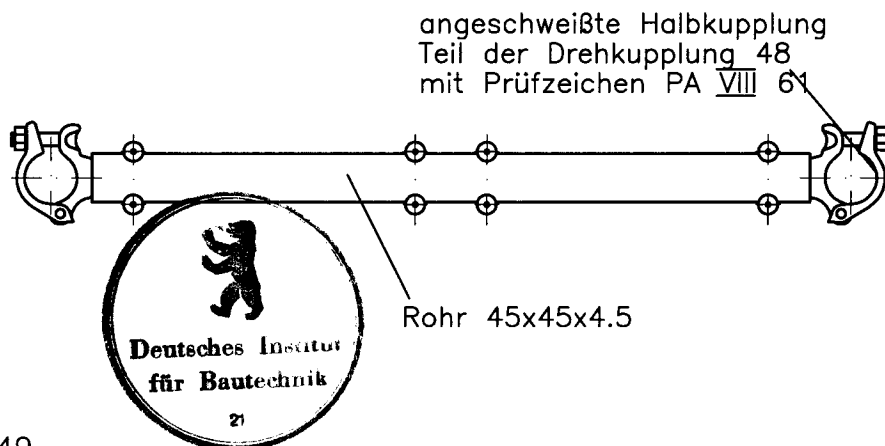 angeschweißte Halbkupplung
Teil der Drehkupplung 48
mit Prüfzeichen PA VIII 61
Rohr 45x45x4.5
Deutsches Institut
für Bautechnik
21
49